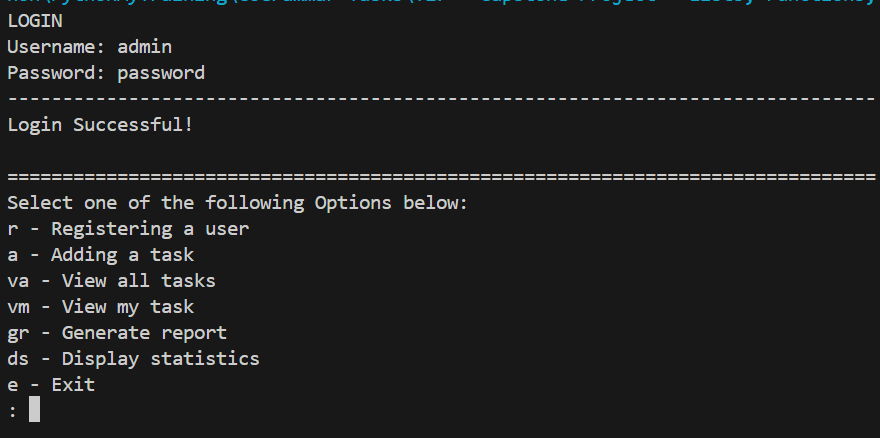 LOGIN
Username: admin
Password: password
-------------------------------------------------------------------------------
Login Successful!
===============================================================================
Select one of the following Options below:
r - Registering a user
a - Adding a task
va - View all tasks
vm - View my task
gr - Generate report
ds - Display statistics
e - Exit
: